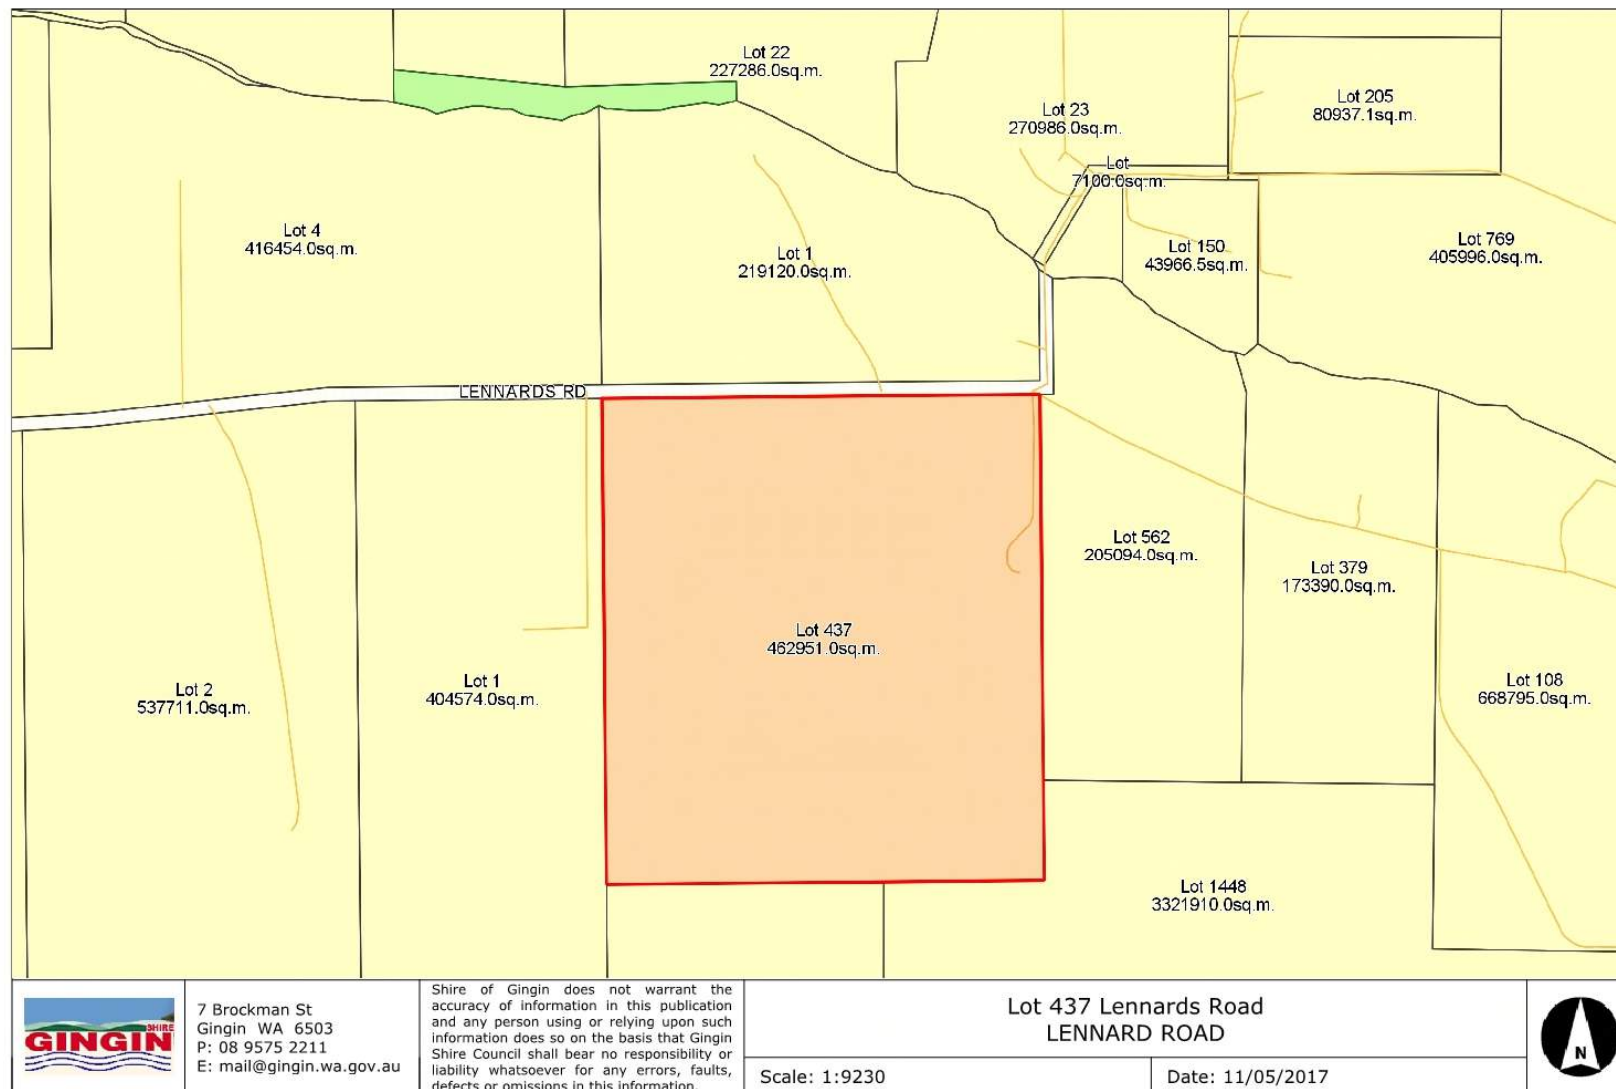 Lot 22
227286.0sq.m.
Lot 23
270986.0sq.m.
Lot 205
80937.1sq.m.
Lot
7100.0sq.m.
Lot 4
416454.0sq.m.
Lot 1
219120.0sq.m.
Lot 150
43966.5sq.m.
Lot 769
405996.0sq.m.
LENNARDS RD
Lot 562
205094.0sq.m.
Lot 379
173390.0sq.m.
Lot 437
462951.0sq.m.
Lot 2
537711.0sq.m.
Lot 1
404574.0sq.m.
Lot 108
668795.0sq.m.
Lot 1448
3321910.0sq.m.
SHIRE
GINGIN
7 Brockman St
Gingin WA 6503
P: 08 9575 2211
E: mail@gingin.wa.gov.au
Shire of Gingin does not warrant the
accuracy of information in this publication
and any person using or relying upon such
information does so on the basis that Gingin
Shire Council shall bear no responsibility or
liability whatsoever for any errors, faults,
defects or omissions in this information.
Lot 437 Lennards Road
LENNARD ROAD
Scale: 1:9230
Date: 11/05/2017
N